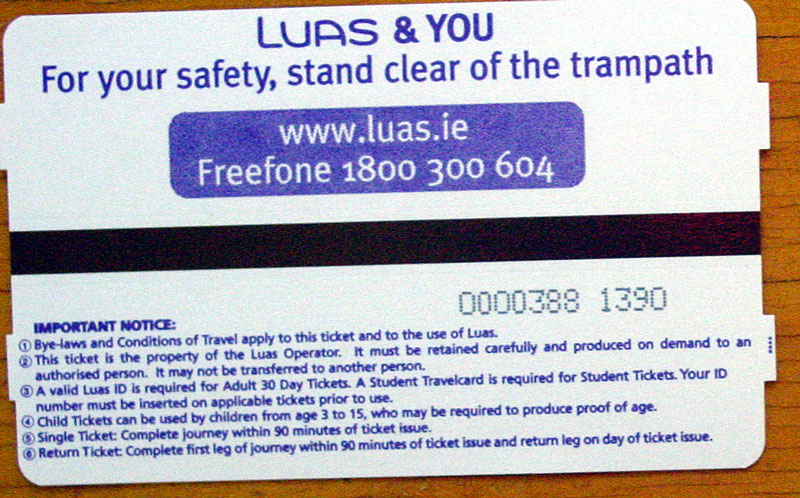 LUAS & YOU
For your safety, stand clear of the trampath
www.luas.ie
Freefone 1800 300 604
0000388 1390
IMPORTANT NOTICE:
① Bye-laws and Conditions of Travel apply to this ticket and to the use of Luas.
② This ticket is the property of the Luas Operator. It must be retained carefully and produced on demand to an
authorised person. It may not be transferred to another person.
③ A valid Luas ID is required for Adult 30 Day Tickets. A Student Travelcard is required for Student Tickets. Your ID
number must be inserted on applicable tickets prior to use.
④ Child Tickets can be used by children from age 3 to 15, who may be required to produce proof of age.
⑤ Single Ticket: Complete journey within 90 minutes of ticket issue.
⑥ Return Ticket: Complete first leg of journey within 90 minutes of ticket issue and return leg on day of ticket issue.